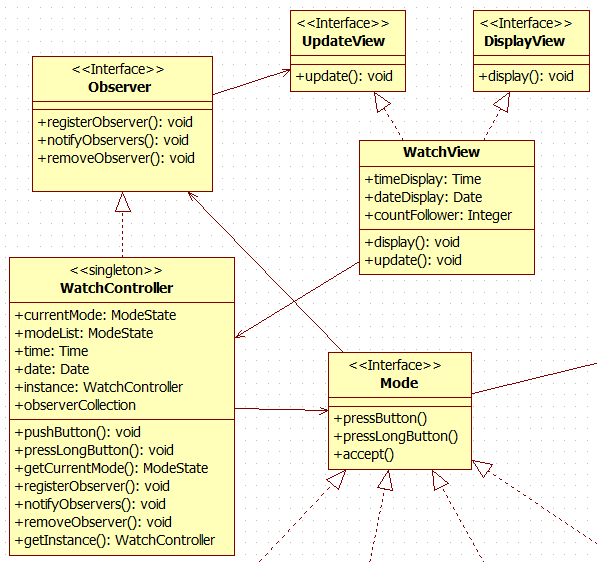 <<Interface>>
UpdateView
+update(): void
<<Interface>>
DisplayView
+display(): void
<<Interface>>
Observer
+registerObserver(): void
+notifyObservers(): void
+removeObserver(): void
WatchView
+timeDisplay: Time
+dateDisplay: Date
+countFollower: Integer
+display(): void
+update(): void
<<singleton>>
WatchController
+currentMode: ModeState
+modeList: ModeState
+time: Time
+date: Date
+instance: WatchController
+observerCollection
+pushButton(): void
+pressLongButton(): void
+getCurrentMode(): ModeState
+registerObserver(): void
+notifyObservers(): void
+removeObserver(): void
+getInstance(): WatchController
<<Interface>>
Mode
+pressButton()
+pressLongButton()
+accept()